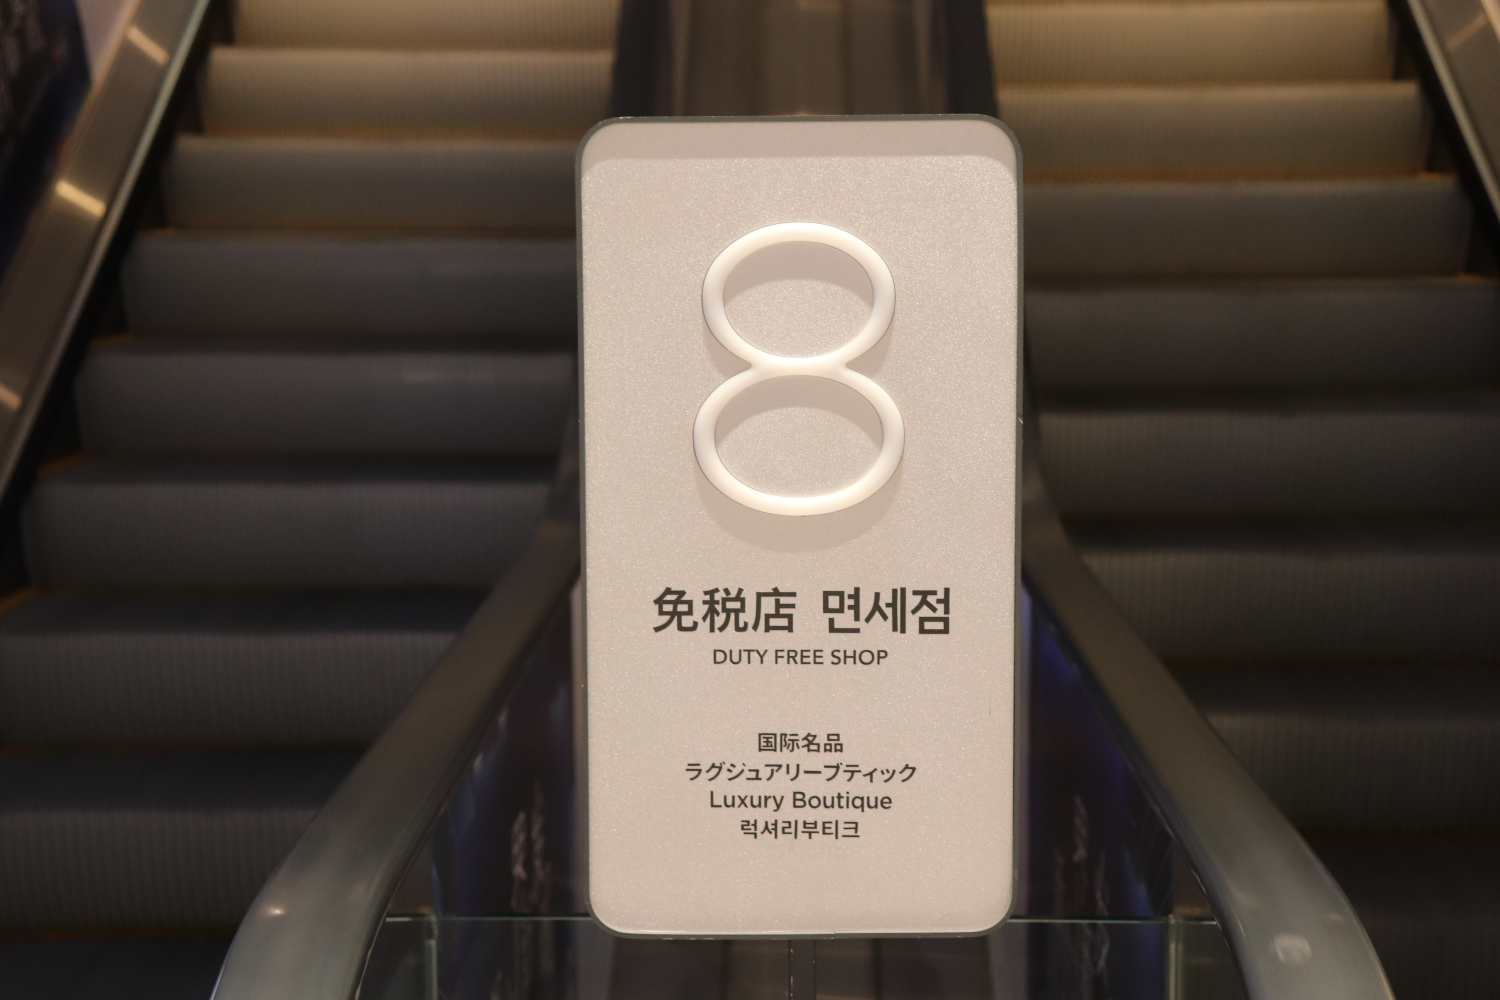 8
免税店 면세점
DUTY FREE SHOP
国际名品
ラグジュアリーブティック
Luxury Boutique
럭셔리부티크